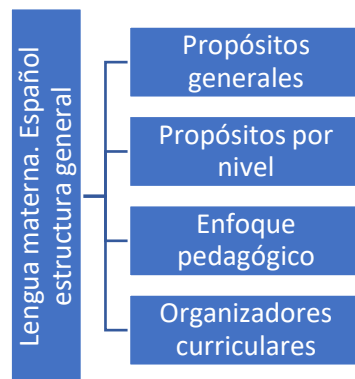 Lengua materna. Español
estructura general
Propósitos
generales
Propósitos por
nivel
Enfoque
pedagógico
Organizadores
curriculares